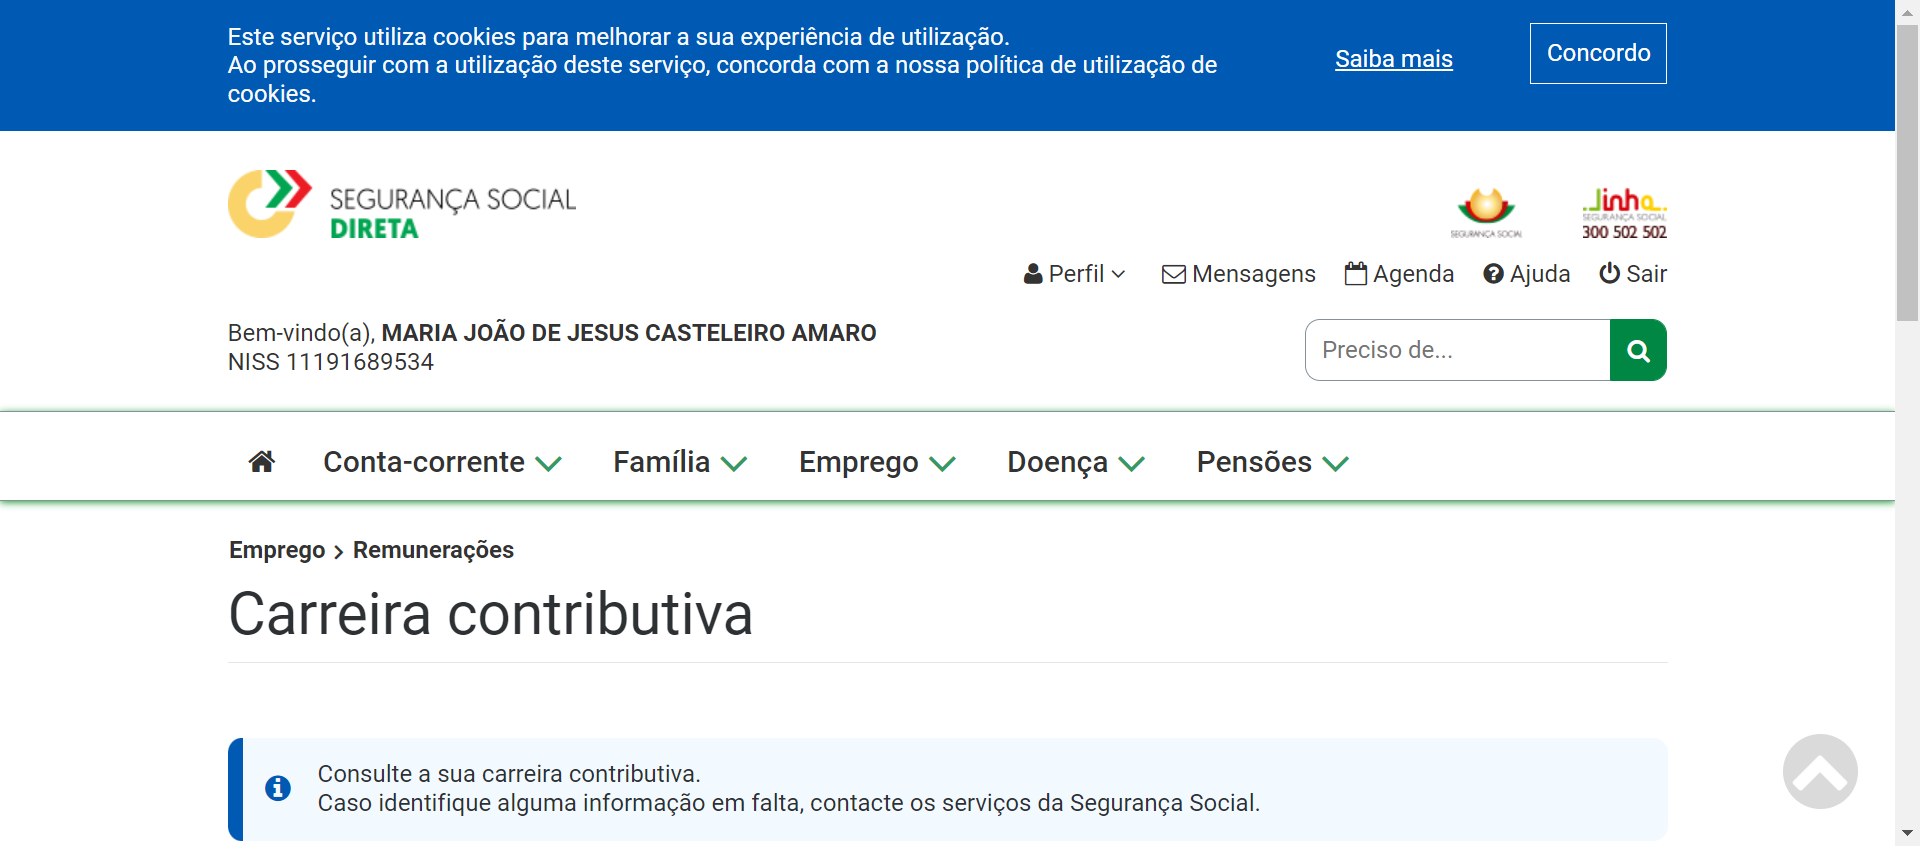 Este serviço utiliza cookies para melhorar a sua experiência de utilização.
Ao prosseguir com a utilização deste serviço, concorda com a nossa política de utilização de
cookies.
Saiba mais
Concordo
SEGURANÇA SOCIAL
DIRETA
SEGURANÇA SOCIAL
Linha
SEGURANÇA SOCIAL
300 502 502
Perfil
Mensagens
Agenda
Ajuda
Sair
Bem-vindo(a), MARIA JOÃO DE JESUS CASTELEIRO AMARO
NISS 11191689534
Preciso de...
Conta-corrente
Família
Emprego
Doença
Pensões
Emprego > Remunerações
Carreira contributiva
Consulte a sua carreira contributiva.
Caso identifique alguma informação em falta, contacte os serviços da Segurança Social.